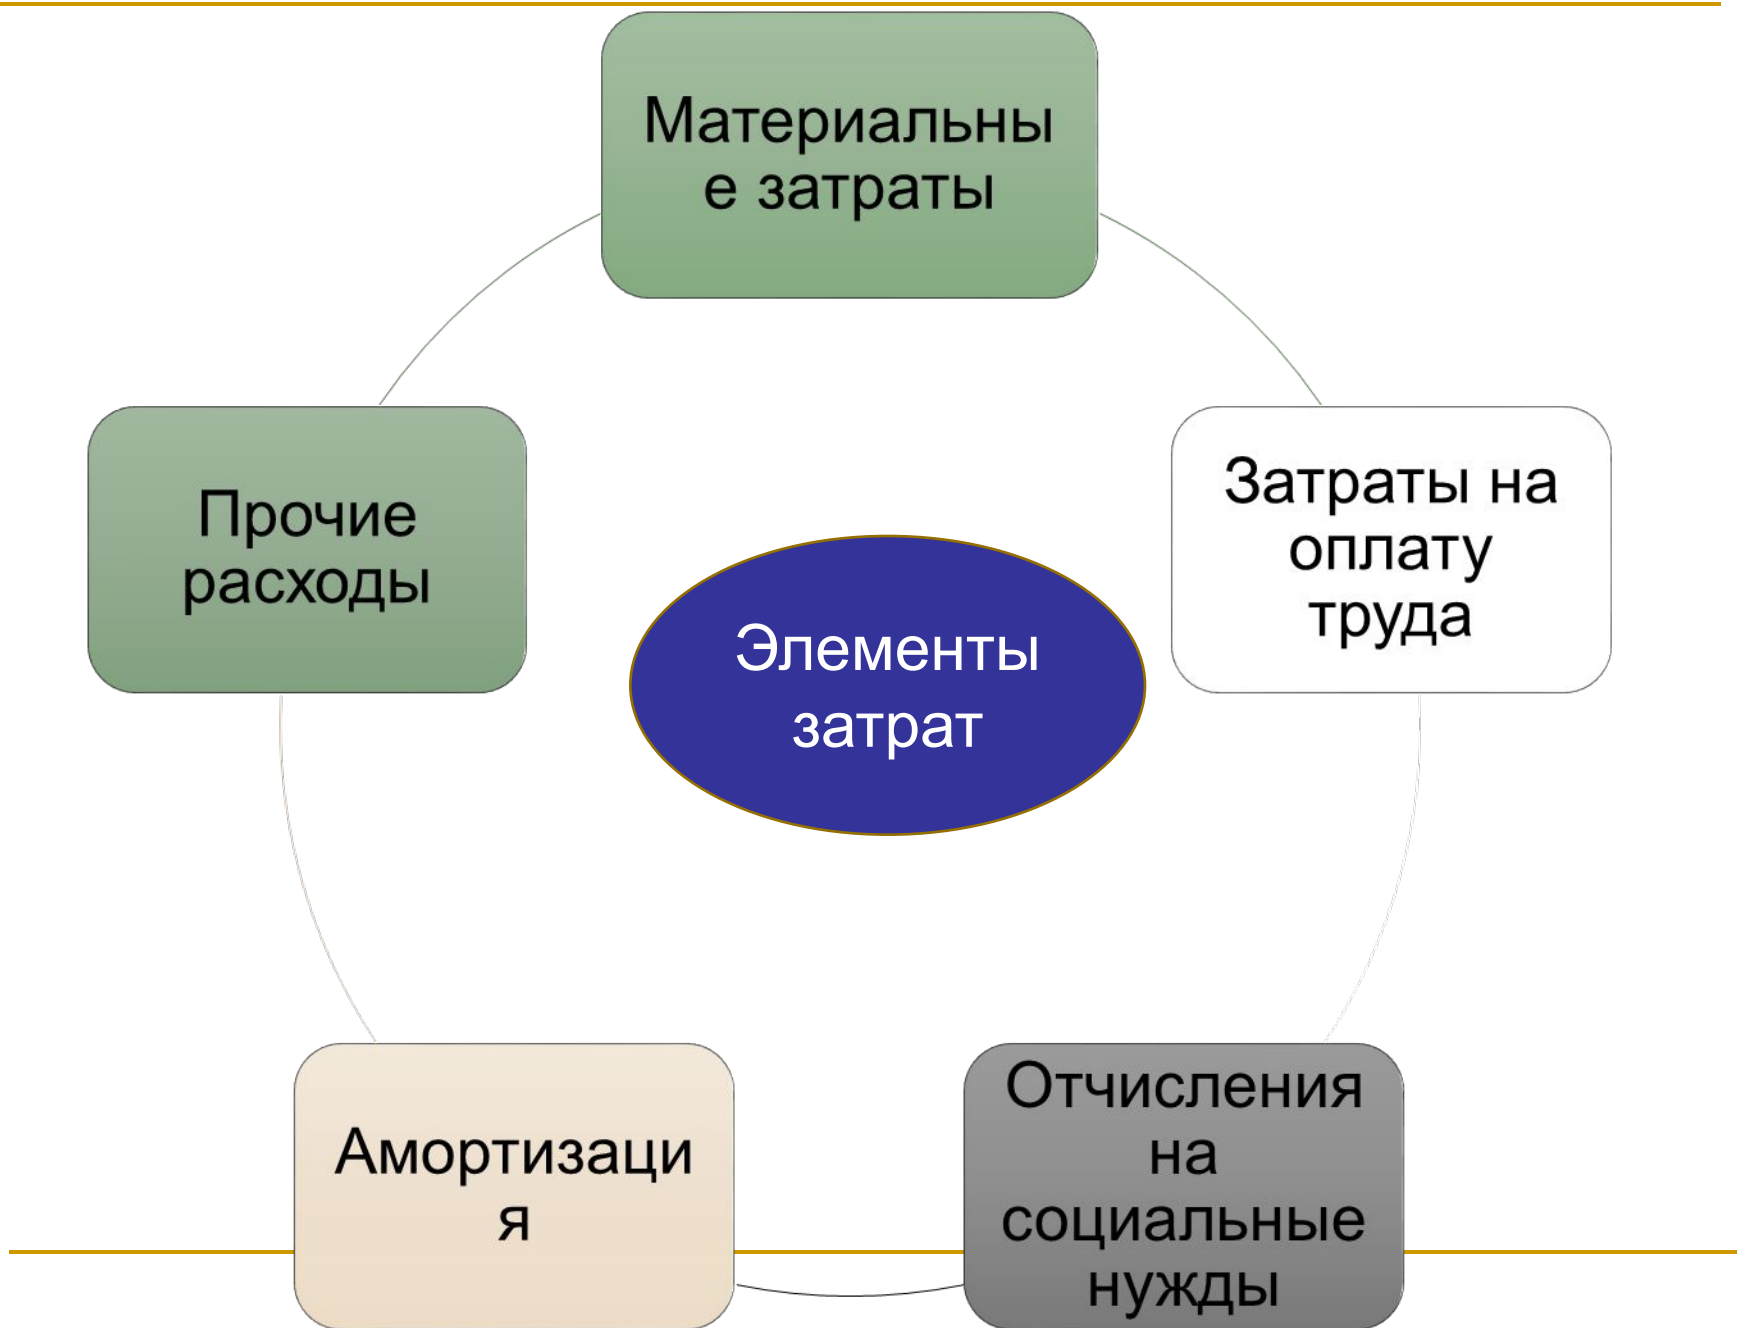 Материальны
е затраты
Затраты на
оплату
труда
Отчисления
на
социальные
нужды
Амортизаци
я
Прочие
расходы
Элементы
затрат